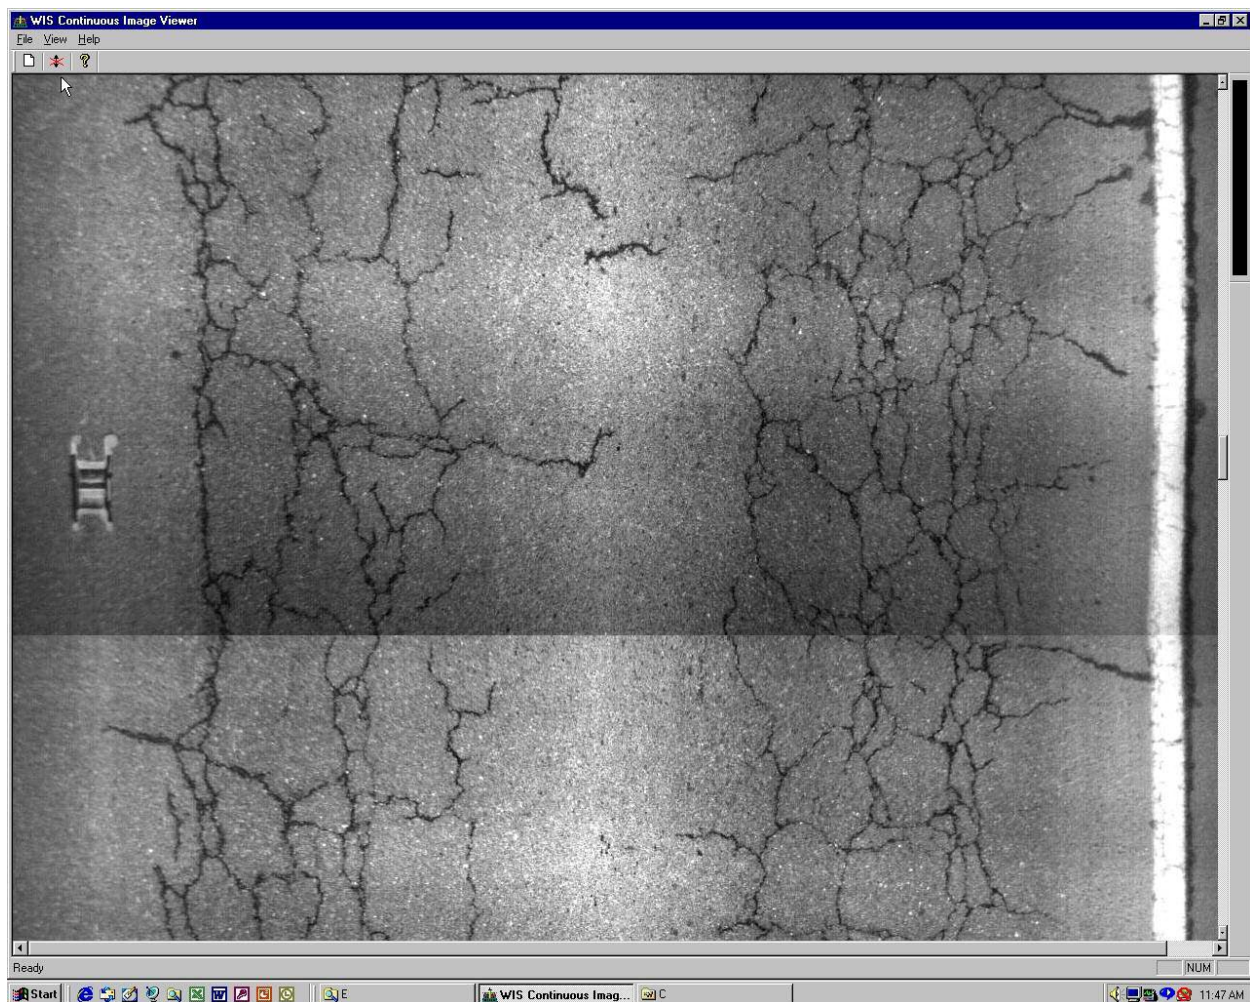 WIS Continuous Image Viewer
File View Help
Ready
NUM
Start
E
WIS Continuous Imag...
C
11:47 AM